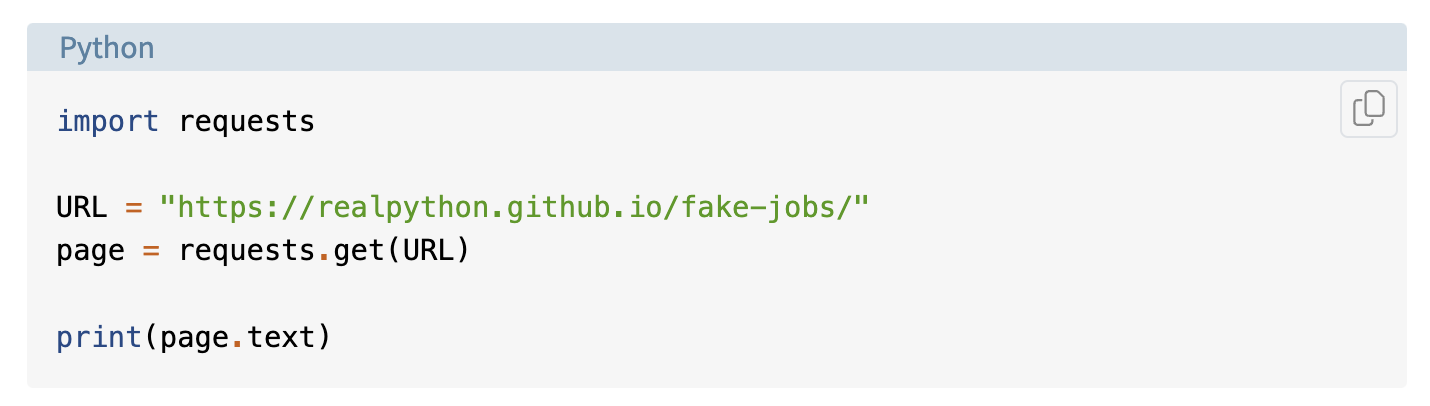 Python
import requests
URL = "https://realpython.github.io/fake-jobs/"
page = requests.get(URL)
print(page.text)